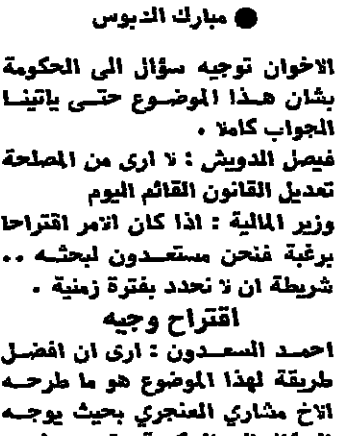 ● مبارك الدبوس
الاخوان توجيه سؤال الى الحكومة
بشان هذا الموضوع حتى ياتينا
الجواب كاملا .
فيصل الدويش : لا ارى من المصلحة
تعديل القانون القائم اليوم
وزير المالية : اذا كان الامر اقتراحا
برغبة فنحن مستعدون لبحثه ..
شريطة ان لا نحدد بفترة زمنية .
اقتراح وجيه
احمد السعدون : ارى ان افضل
طريقة لهذا الموضوع هو ما طرحه
الاخ مشاري العنجري بحيث يوجه